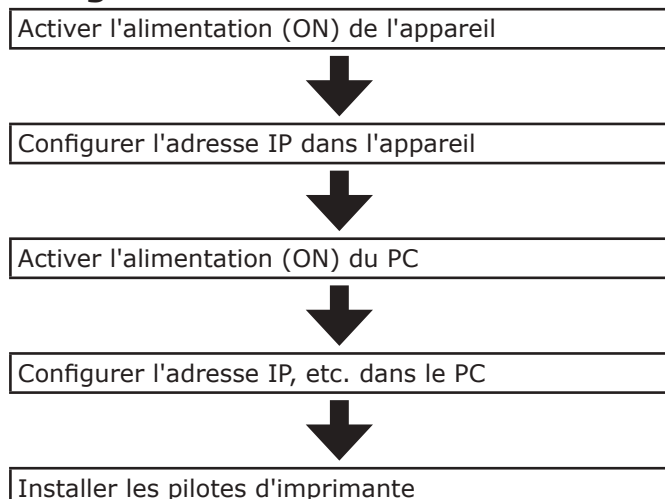 Activer l'alimentation (ON) de l'appareil
Configurer l'adresse IP dans l'appareil
Activer l'alimentation (ON) du PC
Configurer l'adresse IP, etc. dans le PC
Installer les pilotes d'imprimante